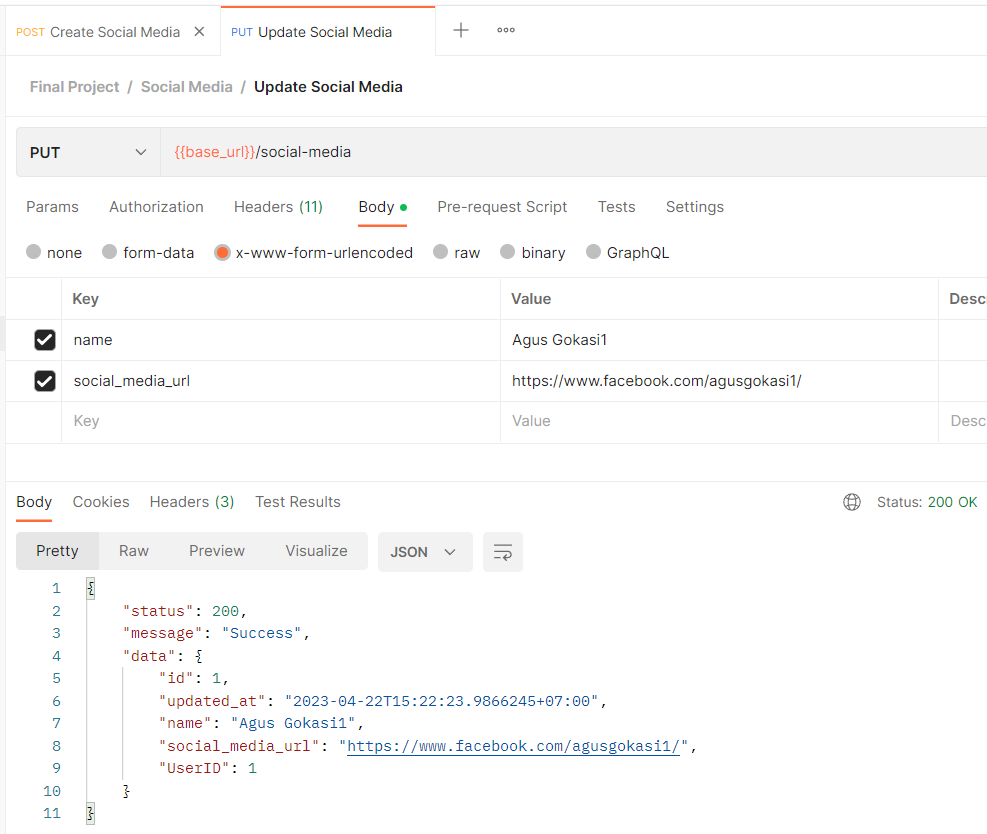 POST Create Social Media PUT Update Social Media
Final Project / Social Media / Update Social Media
PUT {{base_url}}/social-media
Params Authorization Headers (11) Body Pre-request Script Tests Settings
none form-data x-www-form-urlencoded raw binary GraphQL
Key Value Desc
name Agus Gokasi1
social_media_url https://www.facebook.com/agusgokasi1/
Key Value Desc
Body Cookies Headers (3) Test Results Status: 200 OK
Pretty Raw Preview Visualize JSON
1 {
2 "status": 200,
3 "message": "Success",
4 "data": {
5 "id": 1,
6 "updated_at": "2023-04-22T15:22:23.9866245+07:00",
7 "name": "Agus Gokasi1",
8 "social_media_url": "https://www.facebook.com/agusgokasi1/",
9 "UserID": 1
10 }
11 }